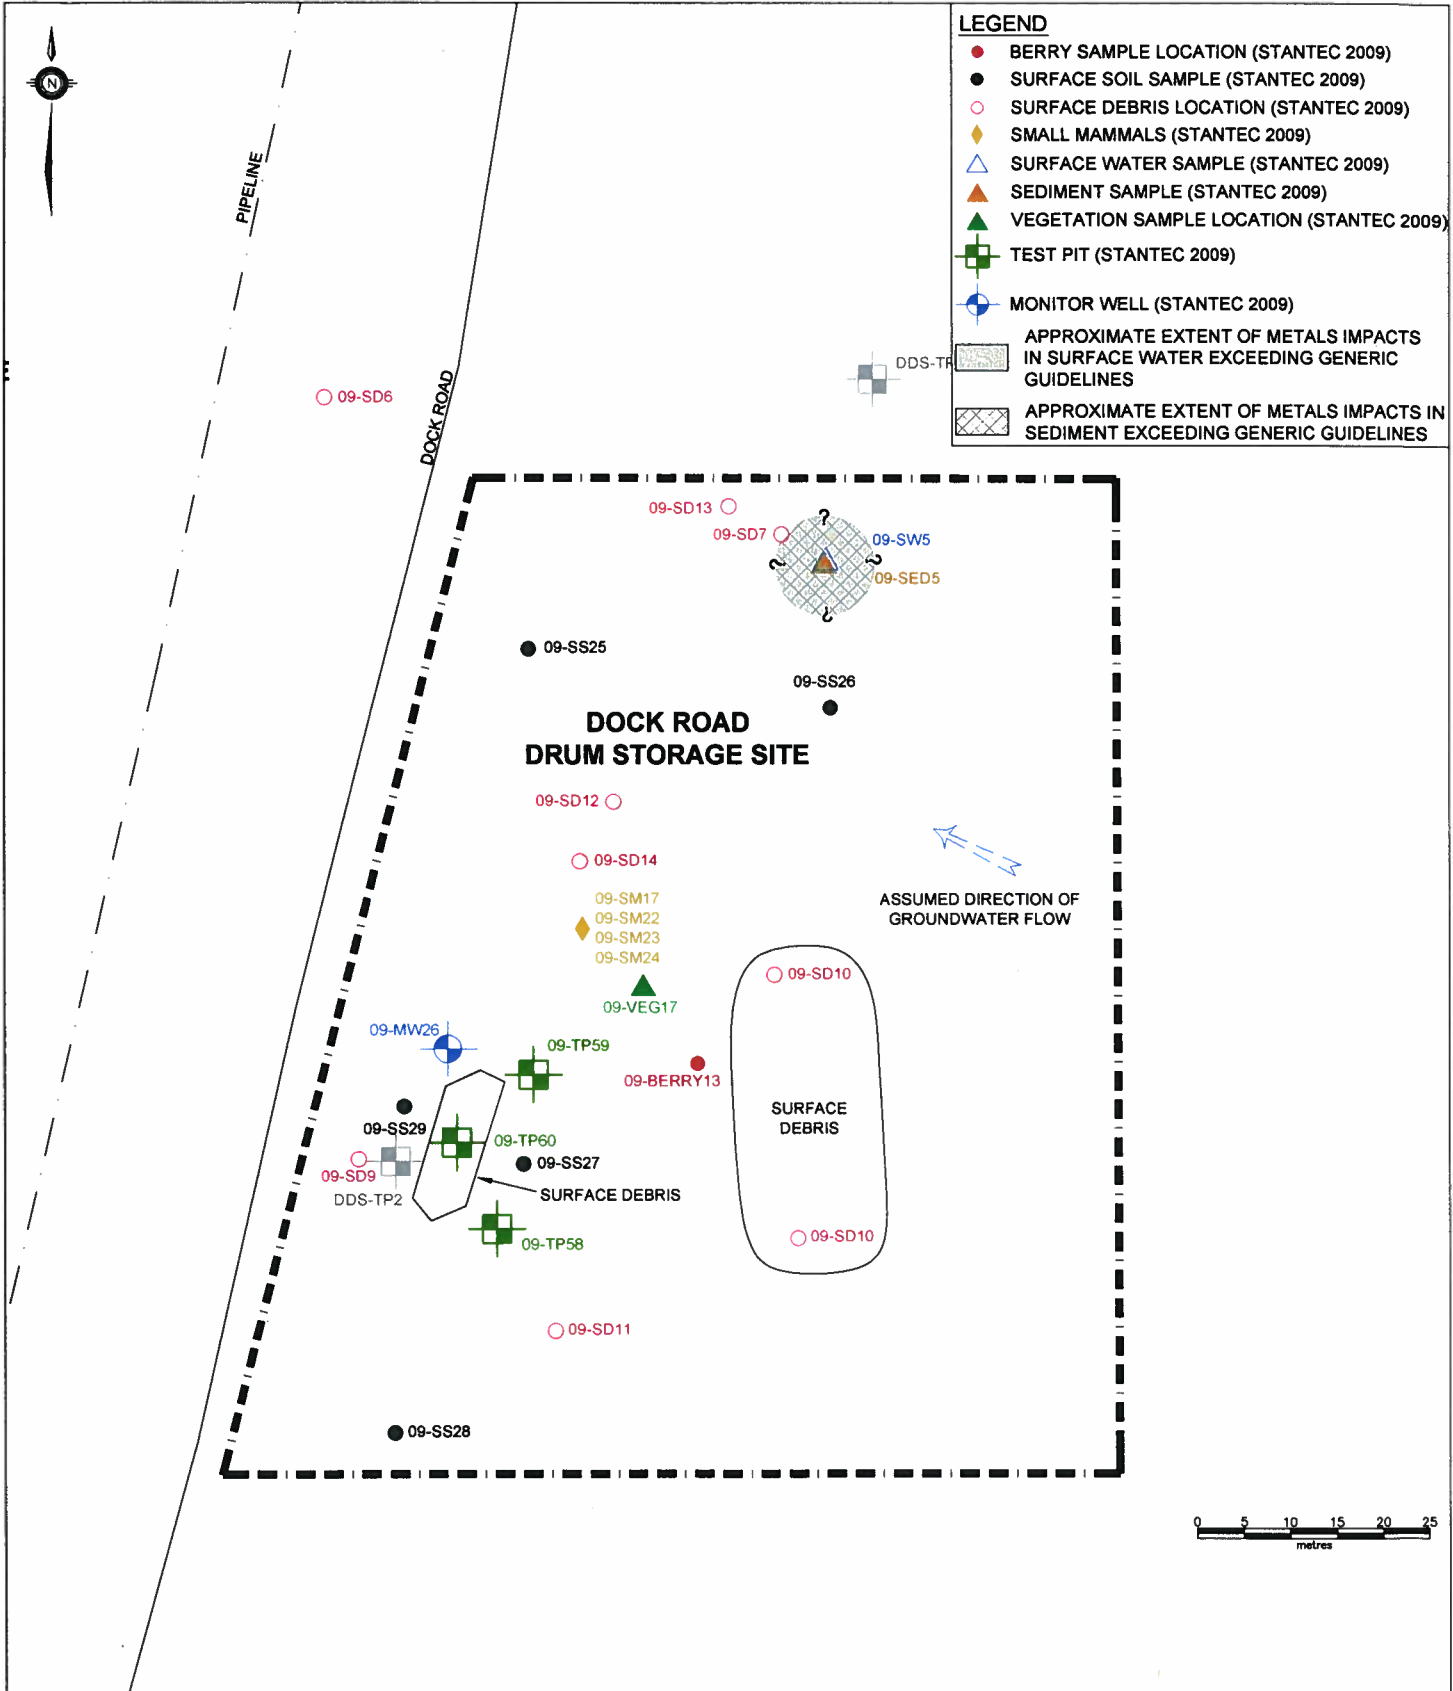 LEGEND
BERRY SAMPLE LOCATION (STANTEC 2009)
SURFACE SOIL SAMPLE (STANTEC 2009)
SURFACE DEBRIS LOCATION (STANTEC 2009)
SMALL MAMMALS (STANTEC 2009)
SURFACE WATER SAMPLE (STANTEC 2009)
SEDIMENT SAMPLE (STANTEC 2009)
VEGETATION SAMPLE LOCATION (STANTEC 2009)
TEST PIT (STANTEC 2009)
MONITOR WELL (STANTEC 2009)
APPROXIMATE EXTENT OF METALS IMPACTS
IN SURFACE WATER EXCEEDING GENERIC
GUIDELINES
APPROXIMATE EXTENT OF METALS IMPACTS IN
SEDIMENT EXCEEDING GENERIC GUIDELINES
N
PIPELINE
DOCK ROAD
09-SD6
09-SD13
09-SD7
?
?
?
?
09-SW5
09-SED5
09-SS25
09-SS26
DOCK ROAD
DRUM STORAGE SITE
09-SD12
09-SD14
09-SM17
09-SM22
09-SM23
09-SM24
ASSUMED DIRECTION OF
GROUNDWATER FLOW
09-SD10
09-VEG17
09-MW26
09-TP59
09-BERRY13
SURFACE
DEBRIS
09-SS29
09-TP60
09-SS27
09-SD9
DDS-TP2
SURFACE DEBRIS
09-TP58
09-SD10
09-SD11
09-SS28
0 5 10 15 20 25
metres